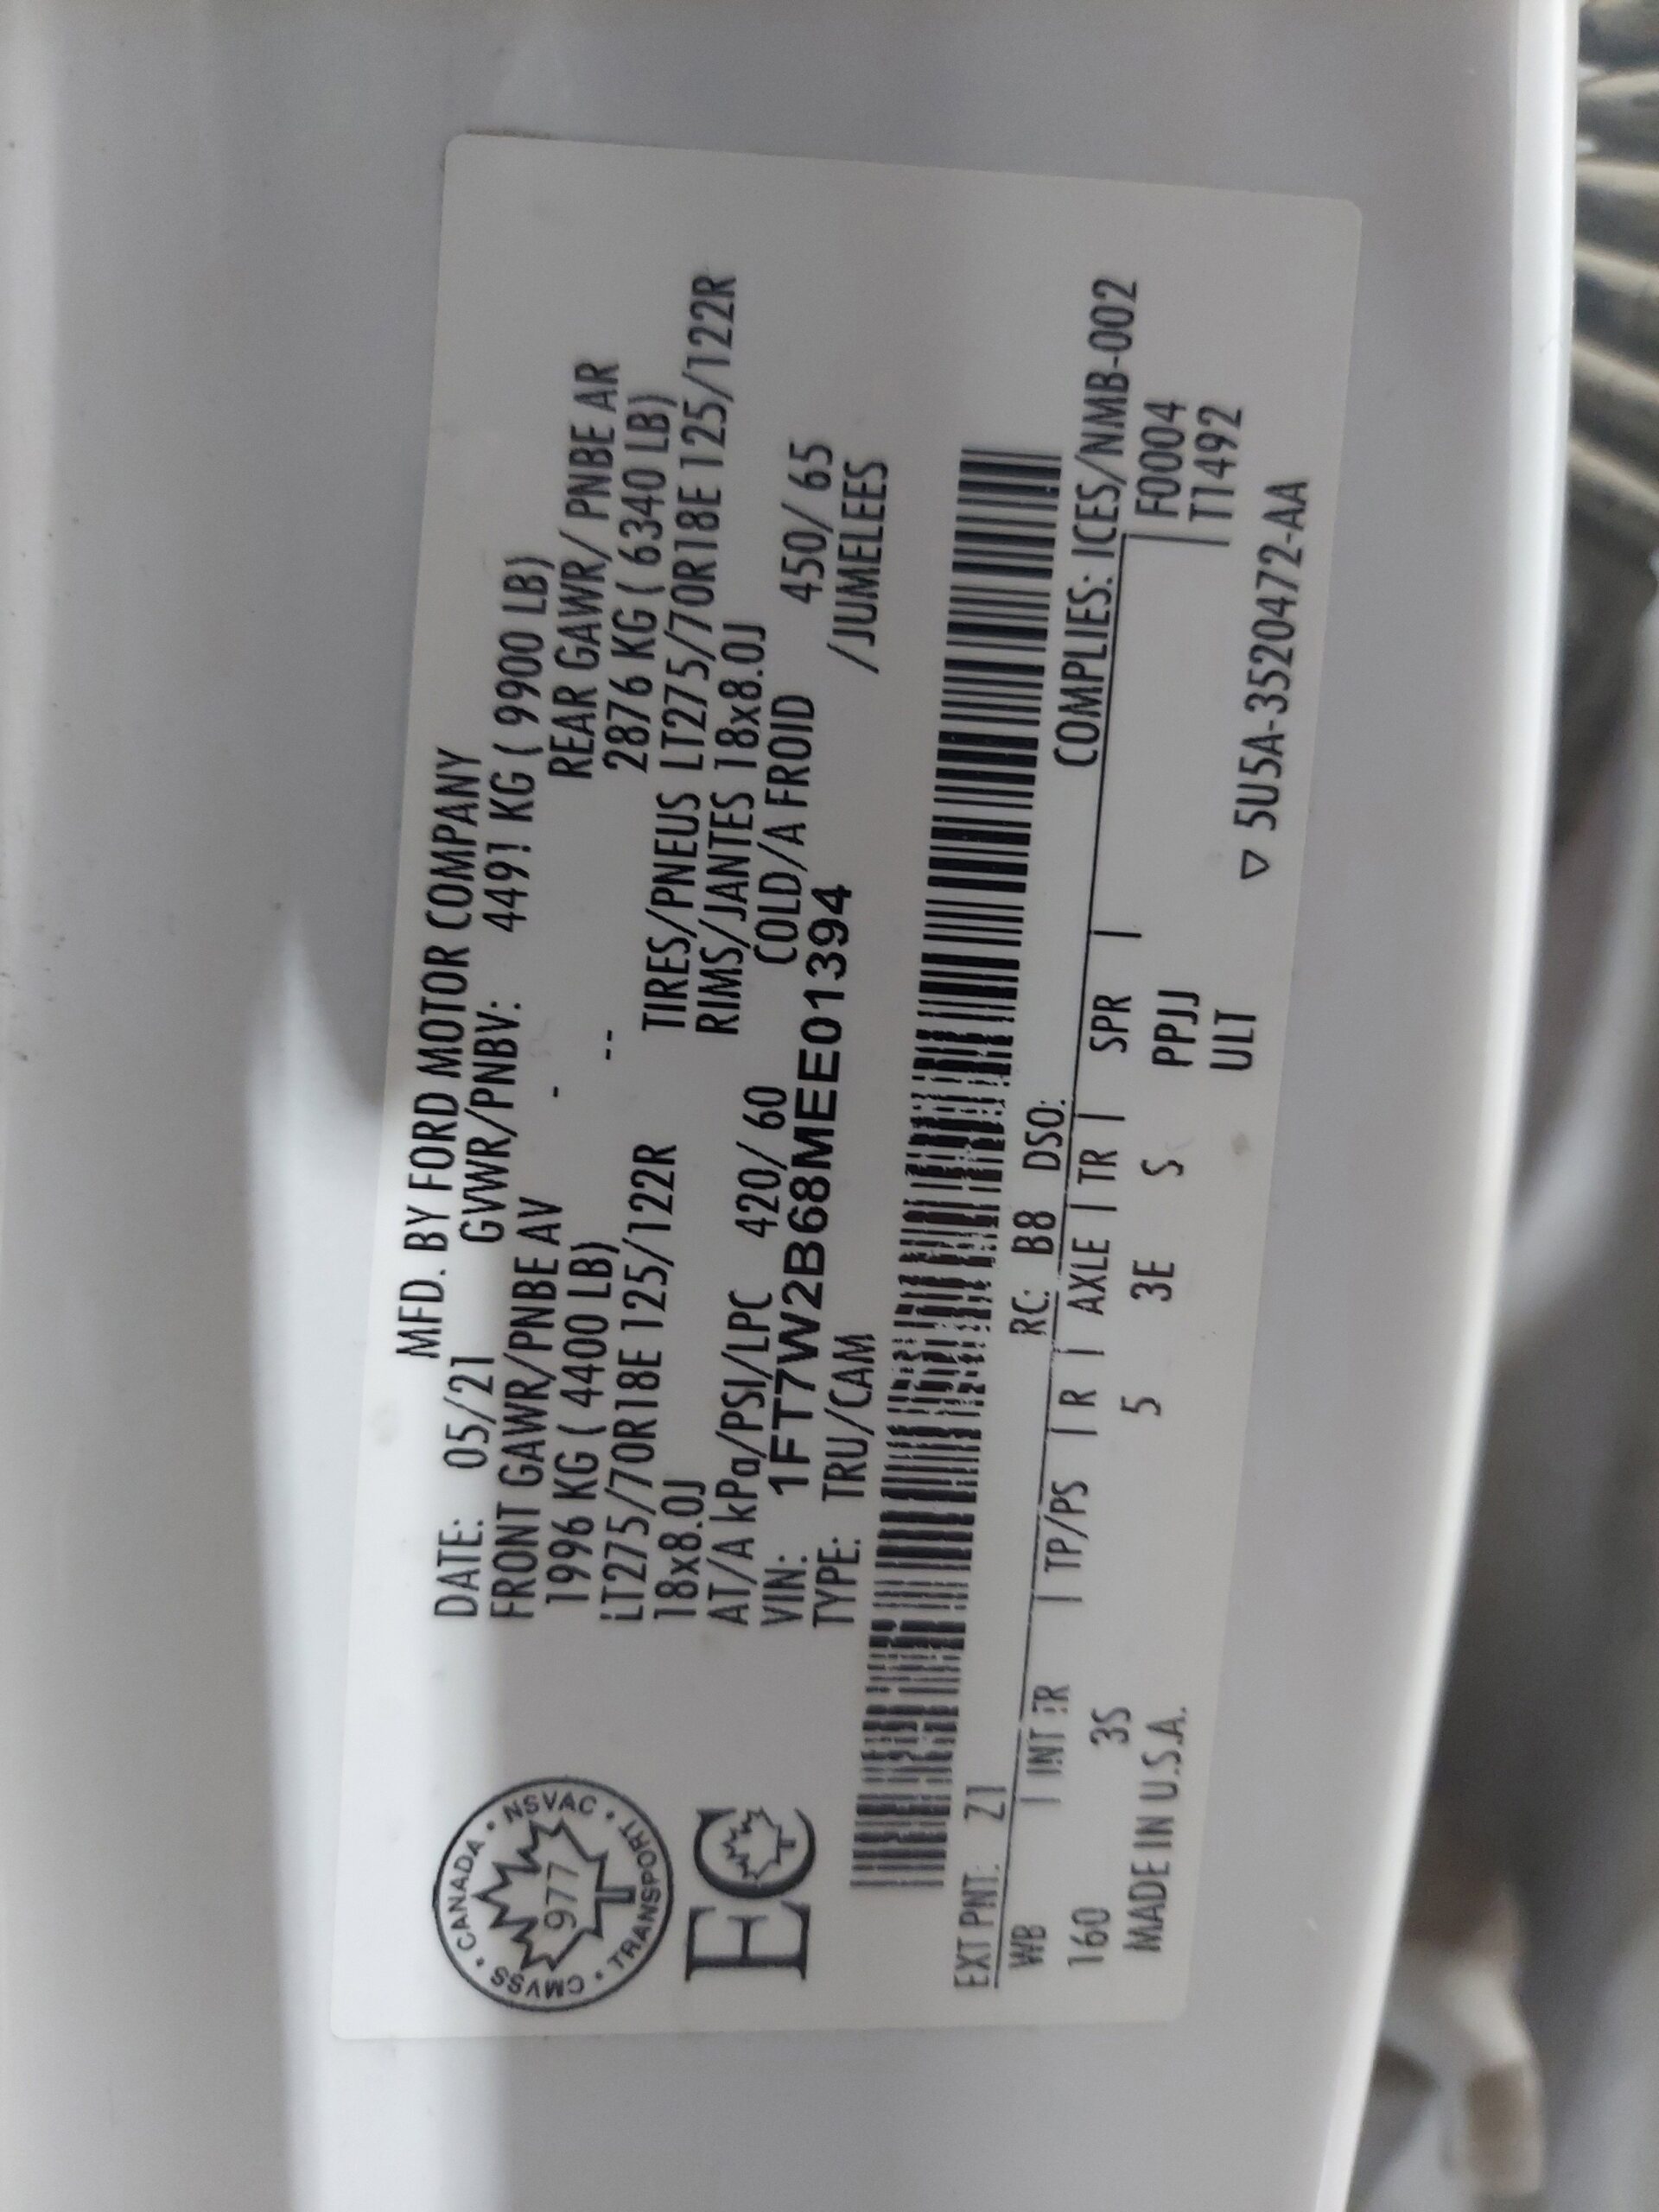 MFD. BY FORD MOTOR COMPANY
DATE: 05/21 GVWR/PNBV: 4491 KG ( 9900 LB)
FRONT GAWR/PNBE AV - REAR GAWR/ PNBE AR
1996 KG ( 4400 LB) -- 2876 KG ( 6340 LB)
LT275/70R18E 125/122R TIRES/PNEUS LT275/70R18E 125/122R
18x8.0J RIMS/JANTES 18x8.0J
AT/A kPa/PSI/LPC 420/ 60 COLD/A FROID 450/ 65
VIN: 1FT7W2B68MEE01394 /JUMELEES
TYPE: TRU/CAM
CANADA • NSVAC • TRANSPORT • CMVSS •
977
EC
COMPLIES: ICES/NMB-002
EXT PNT: Z1 RC: B8 DSO:
WB | INT TR | TP/PS | R | AXLE | TR | SPR | | F0004
160 3S 5 3E S PPJJ | T1492
MADE IN U.S.A. ULT
▽ 5U5A-3520472-AA